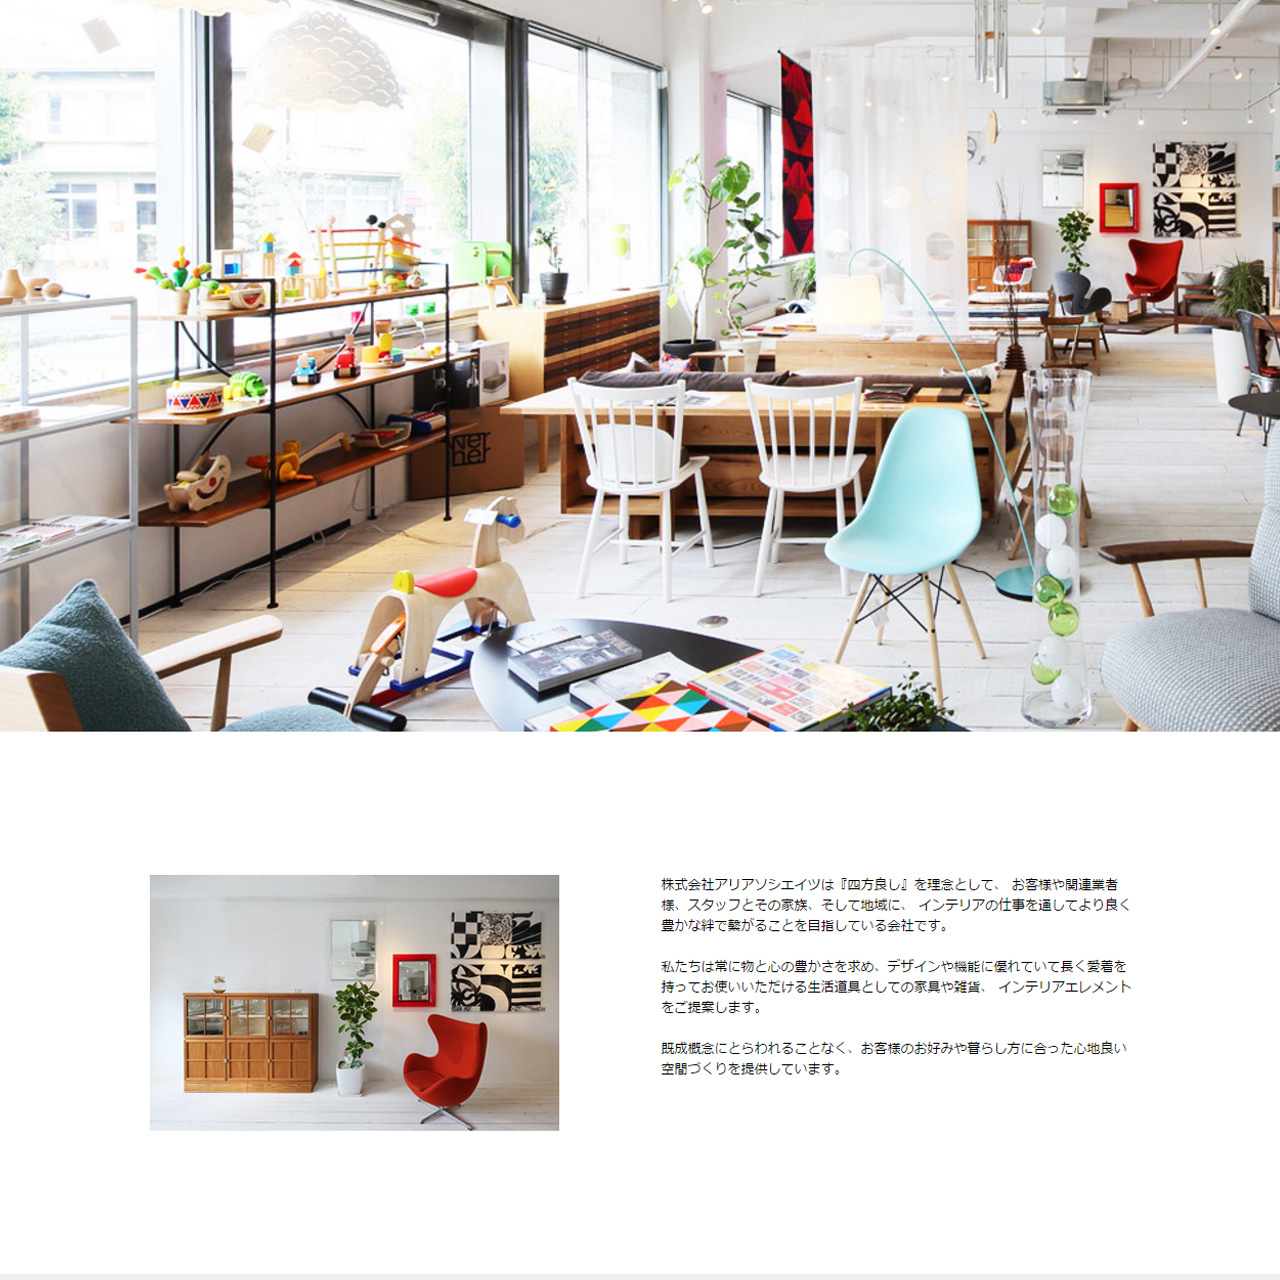 株式会社アリアソシエイツは『四方良し』を理念として、 お客様や関連業者
様、スタッフとその家族、そして地域に、 インテリアの仕事を通してより良く
豊かな絆で繋がることを目指している会社です。
私たちは常に物と心の豊かさを求め、デザインや機能に優れていて長く愛着を
持ってお使いいただける生活道具としての家具や雑貨、 インテリアエレメント
をご提案します。
既成概念にとらわれることなく、お客様のお好みや暮らし方に合った心地良い
空間づくりを提供しています。